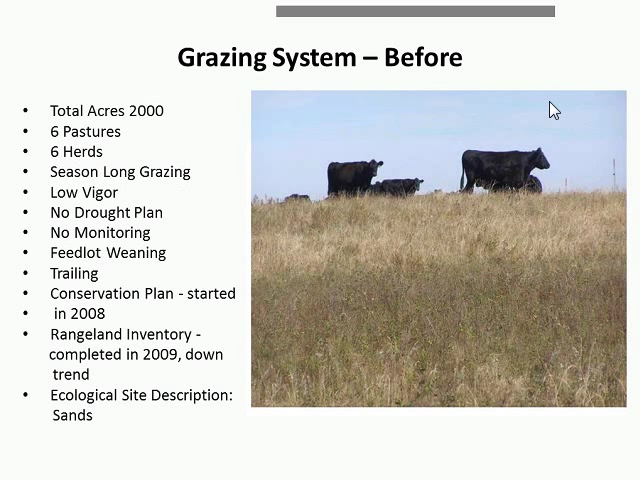 Grazing System – Before
• Total Acres 2000
• 6 Pastures
• 6 Herds
• Season Long Grazing
• Low Vigor
• No Drought Plan
• No Monitoring
• Feedlot Weaning
• Trailing
• Conservation Plan - started
• in 2008
• Rangeland Inventory -
completed in 2009, down
trend
• Ecological Site Description:
Sands